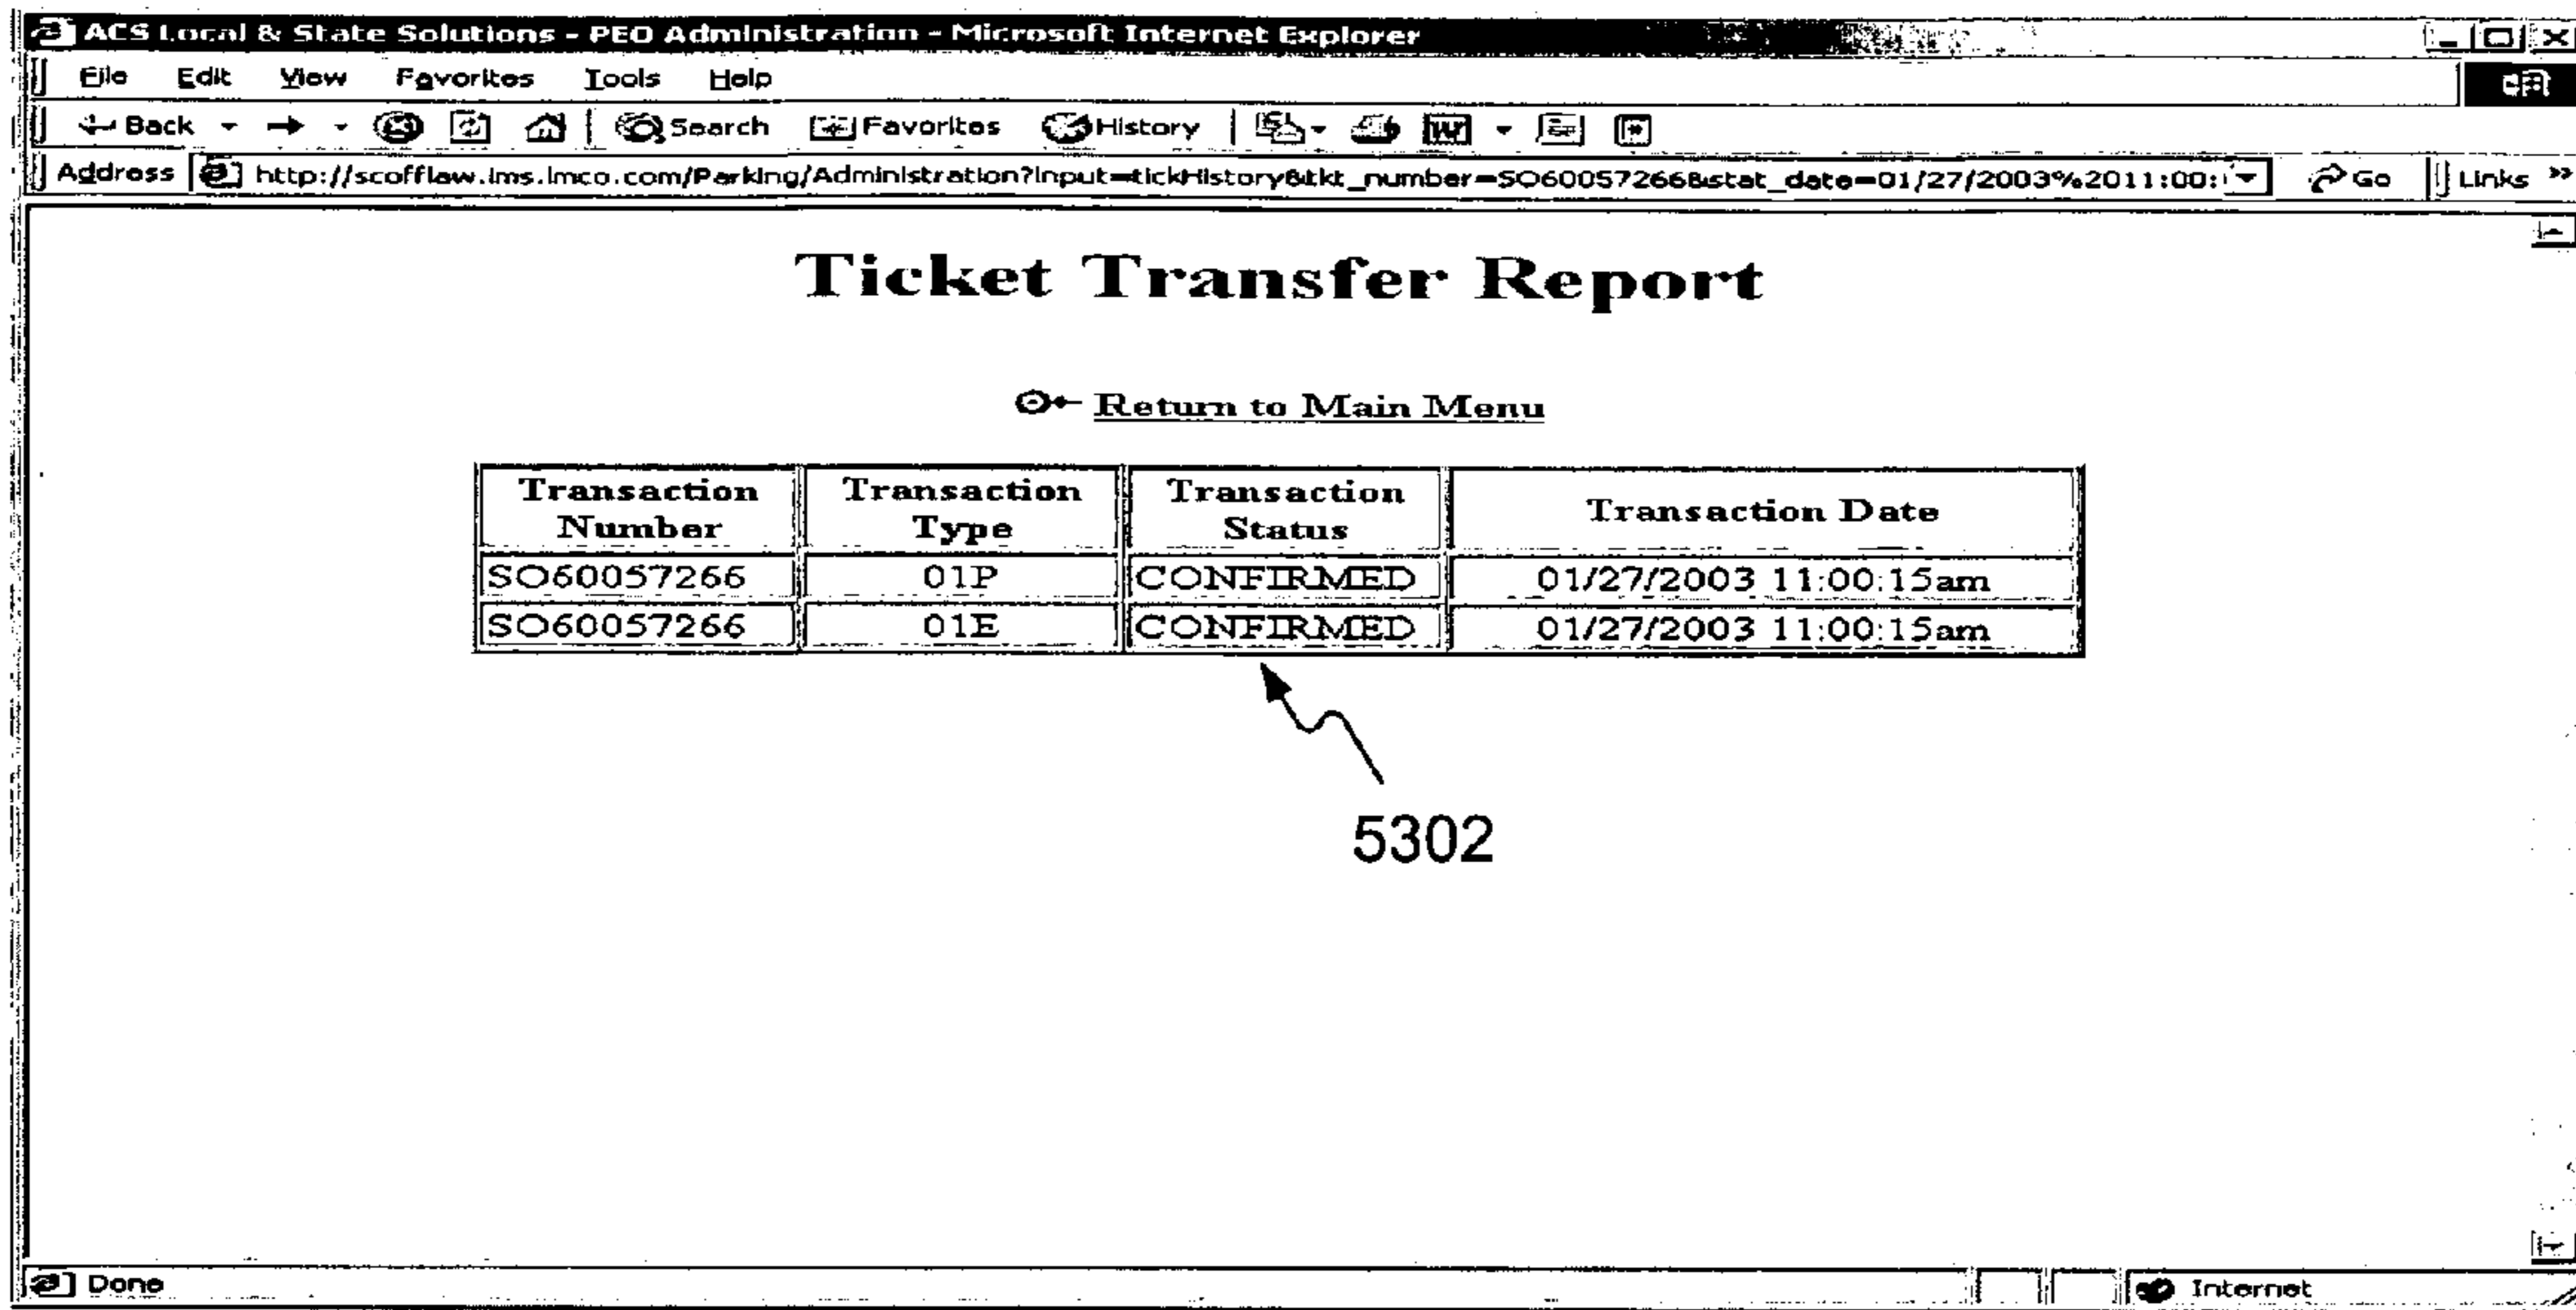 ACS Local & State Solutions - PEO Administration - Microsoft Internet Explorer
File Edit View Favorites Tools Help
Back Search Favorites History
Address http://scofflaw.ims.lmco.com/Parking/Administration?input=tickHistory&tkt_number=SO60057266&stat_date=01/27/2003%2011:00: Go Links »
Ticket Transfer Report
Return to Main Menu
Transaction Number Transaction Type Transaction Status Transaction Date
SO60057266 01P CONFIRMED 01/27/2003 11:00:15am
SO60057266 01E CONFIRMED 01/27/2003 11:00:15am
5302
Done Internet